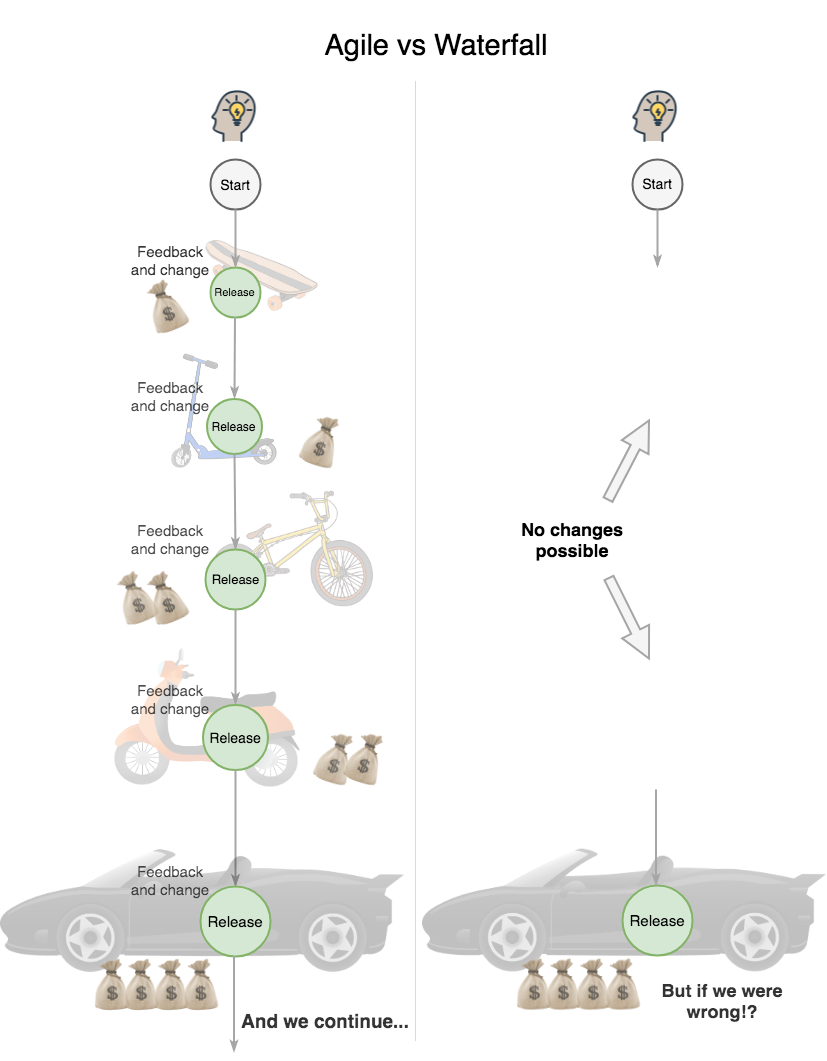 Agile vs Waterfall
Start
Feedback
and change
$
Release
Feedback
and change
Release
$
Feedback
and change
Release
$ $
Feedback
and change
Release
$ $
Feedback
and change
Release
$ $ $ $
And we continue...
Start
No changes
possible
Release
$ $ $ $
But if we were
wrong!?